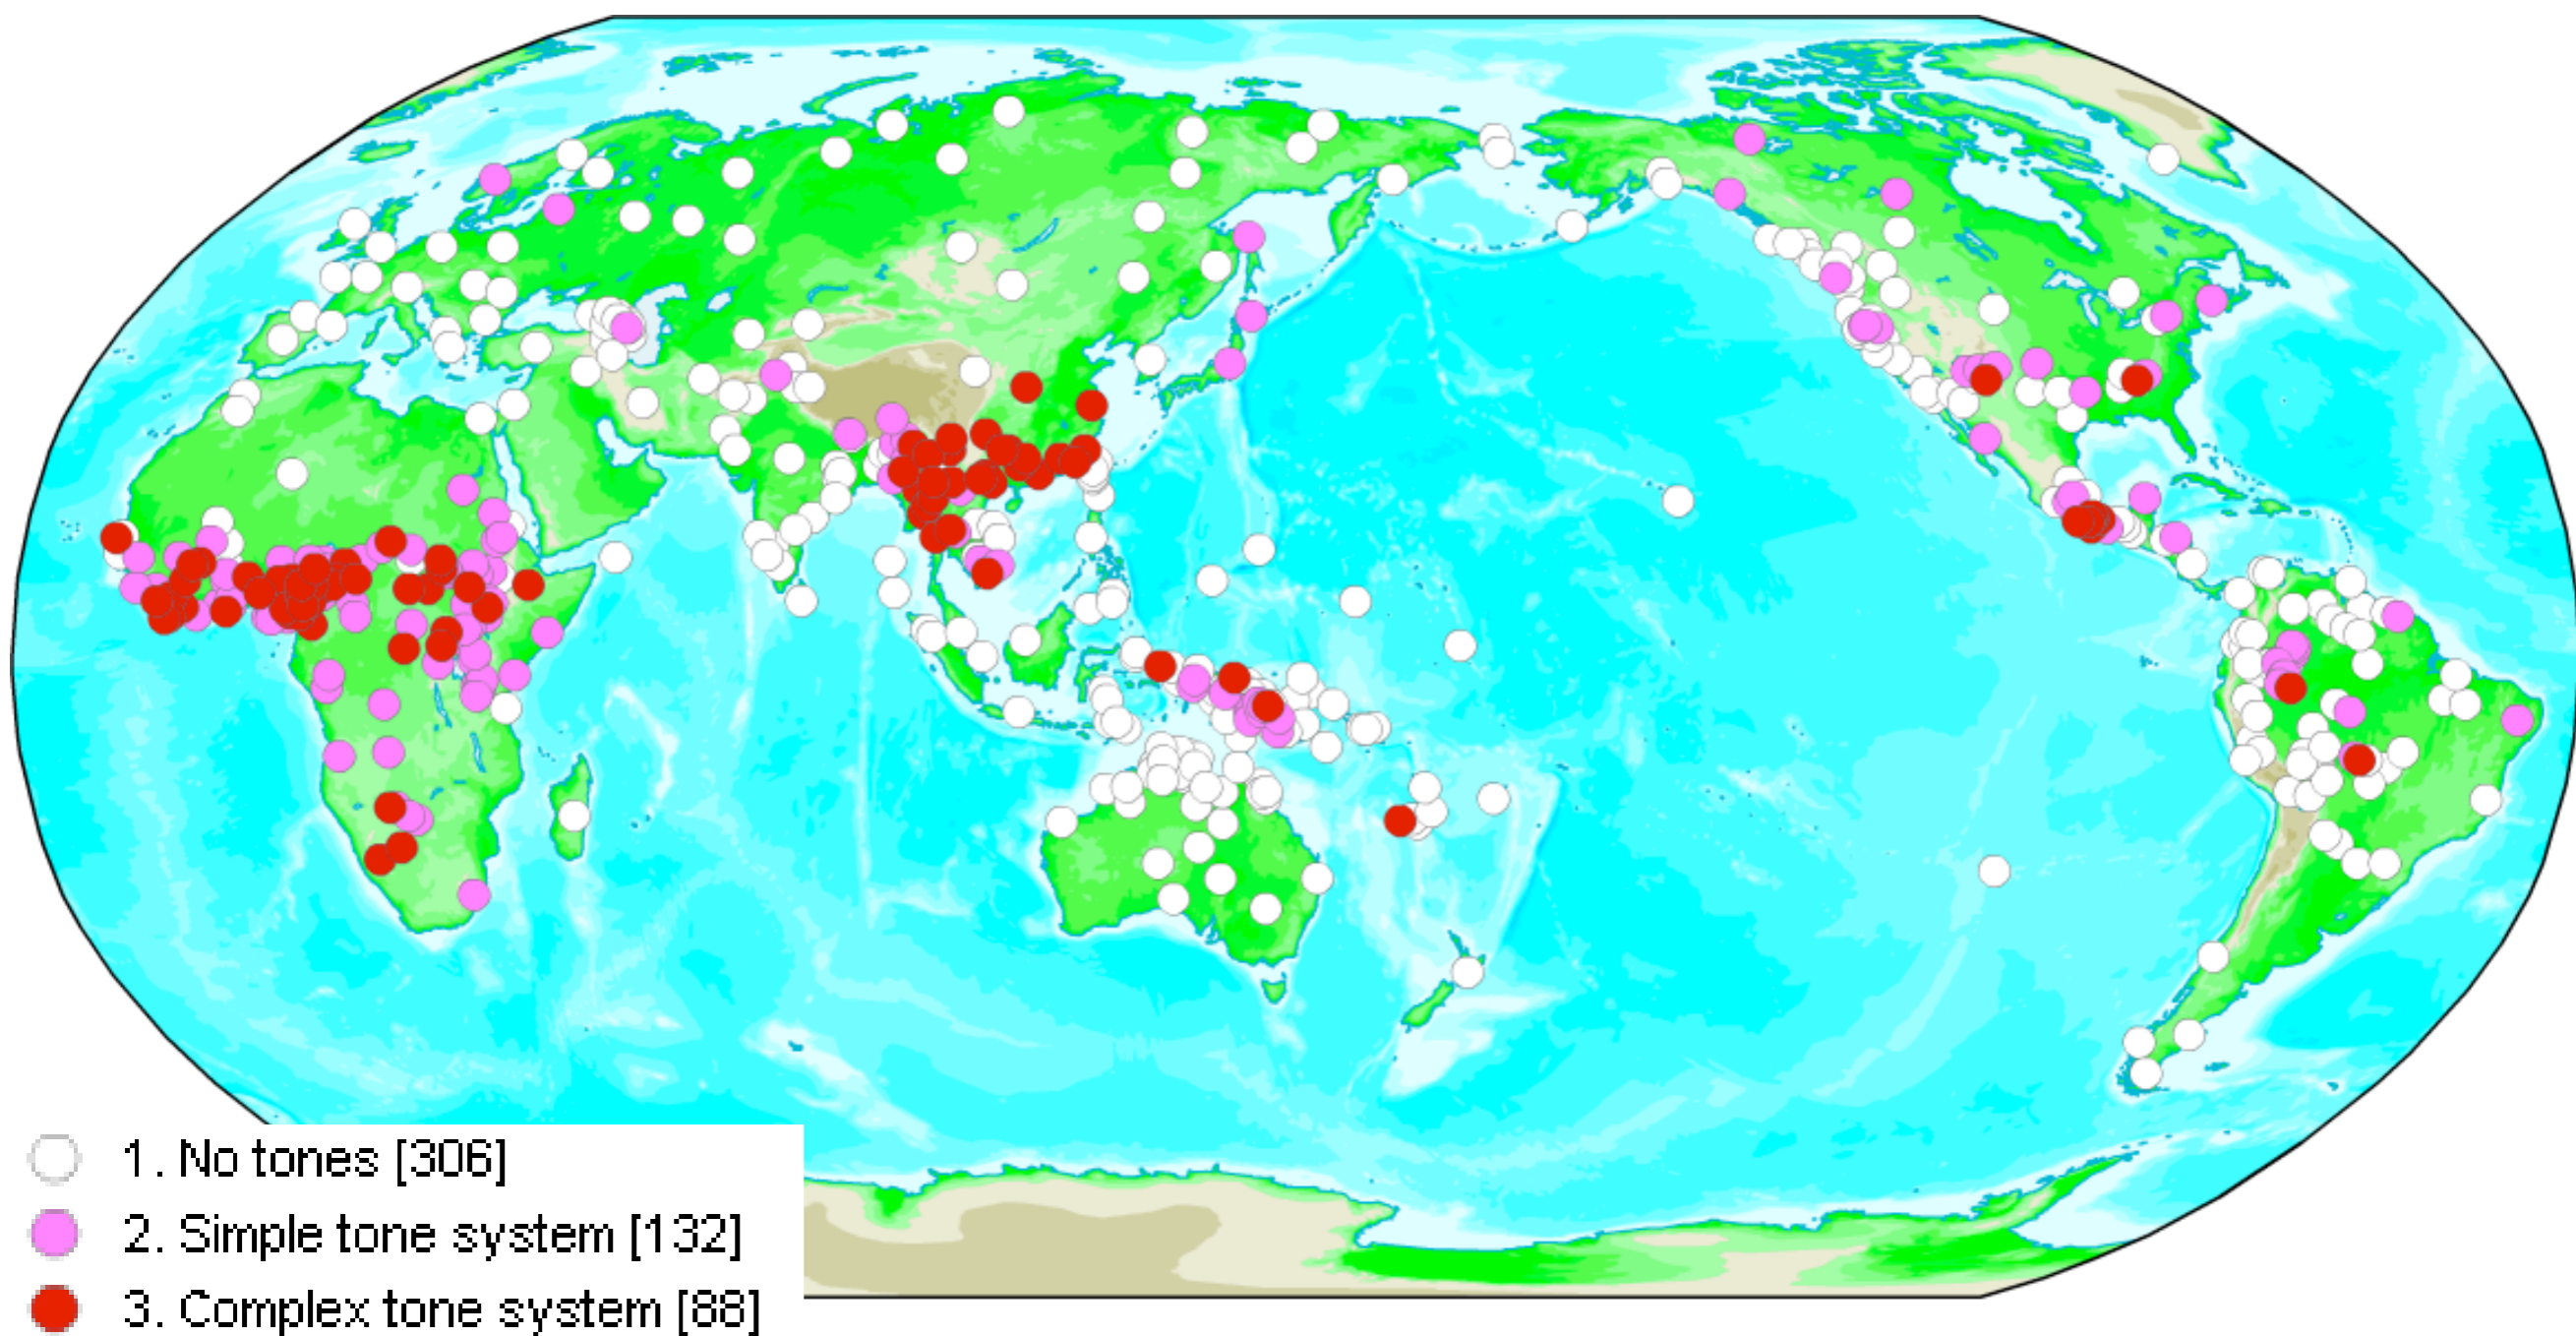 1. No tones [306]
2. Simple tone system [132]
3. Complex tone system [88]